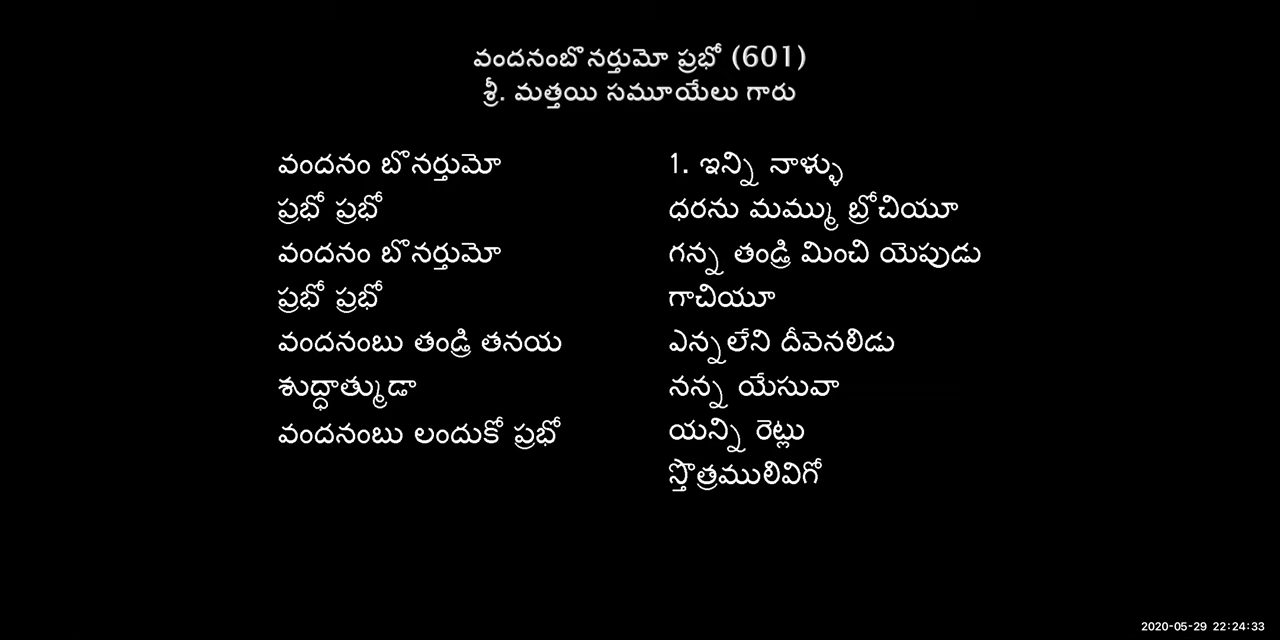 వందనంబొనర్తుమో ప్రభో (601)
శ్రీ. మత్తయి సమూయేలు గారు
వందనం బొనర్తుమో
ప్రభో ప్రభో
వందనం బొనర్తుమో
ప్రభో ప్రభో
వందనంబు తండ్రి తనయ
శుద్ధాత్ముడా
వందనంబు లందుకో ప్రభో
1. ఇన్ని నాళ్ళు
ధరను మమ్ము బ్రోచియూ
గన్న తండ్రి మించి యెపుడు
గాచియూ
ఎన్నలేని దీవెనలిడు
నన్న యేసువా
యన్ని రెట్లు
స్తొత్రములివిగో
2020-05-29 22:24:33